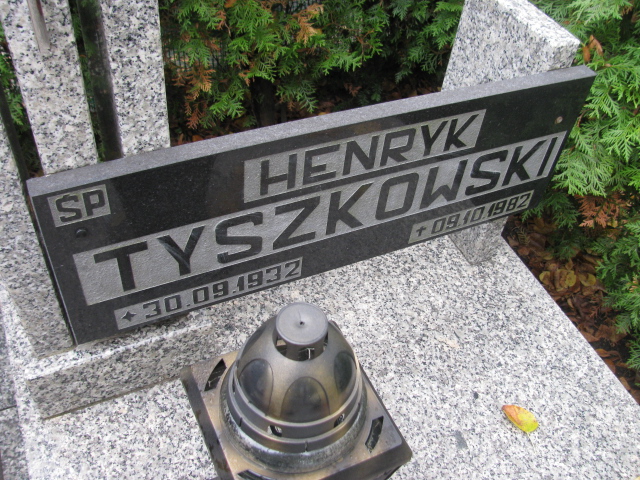 HENRYK
SP
TYSZKOWSKI
✦30.09.1932
+09.10.1982